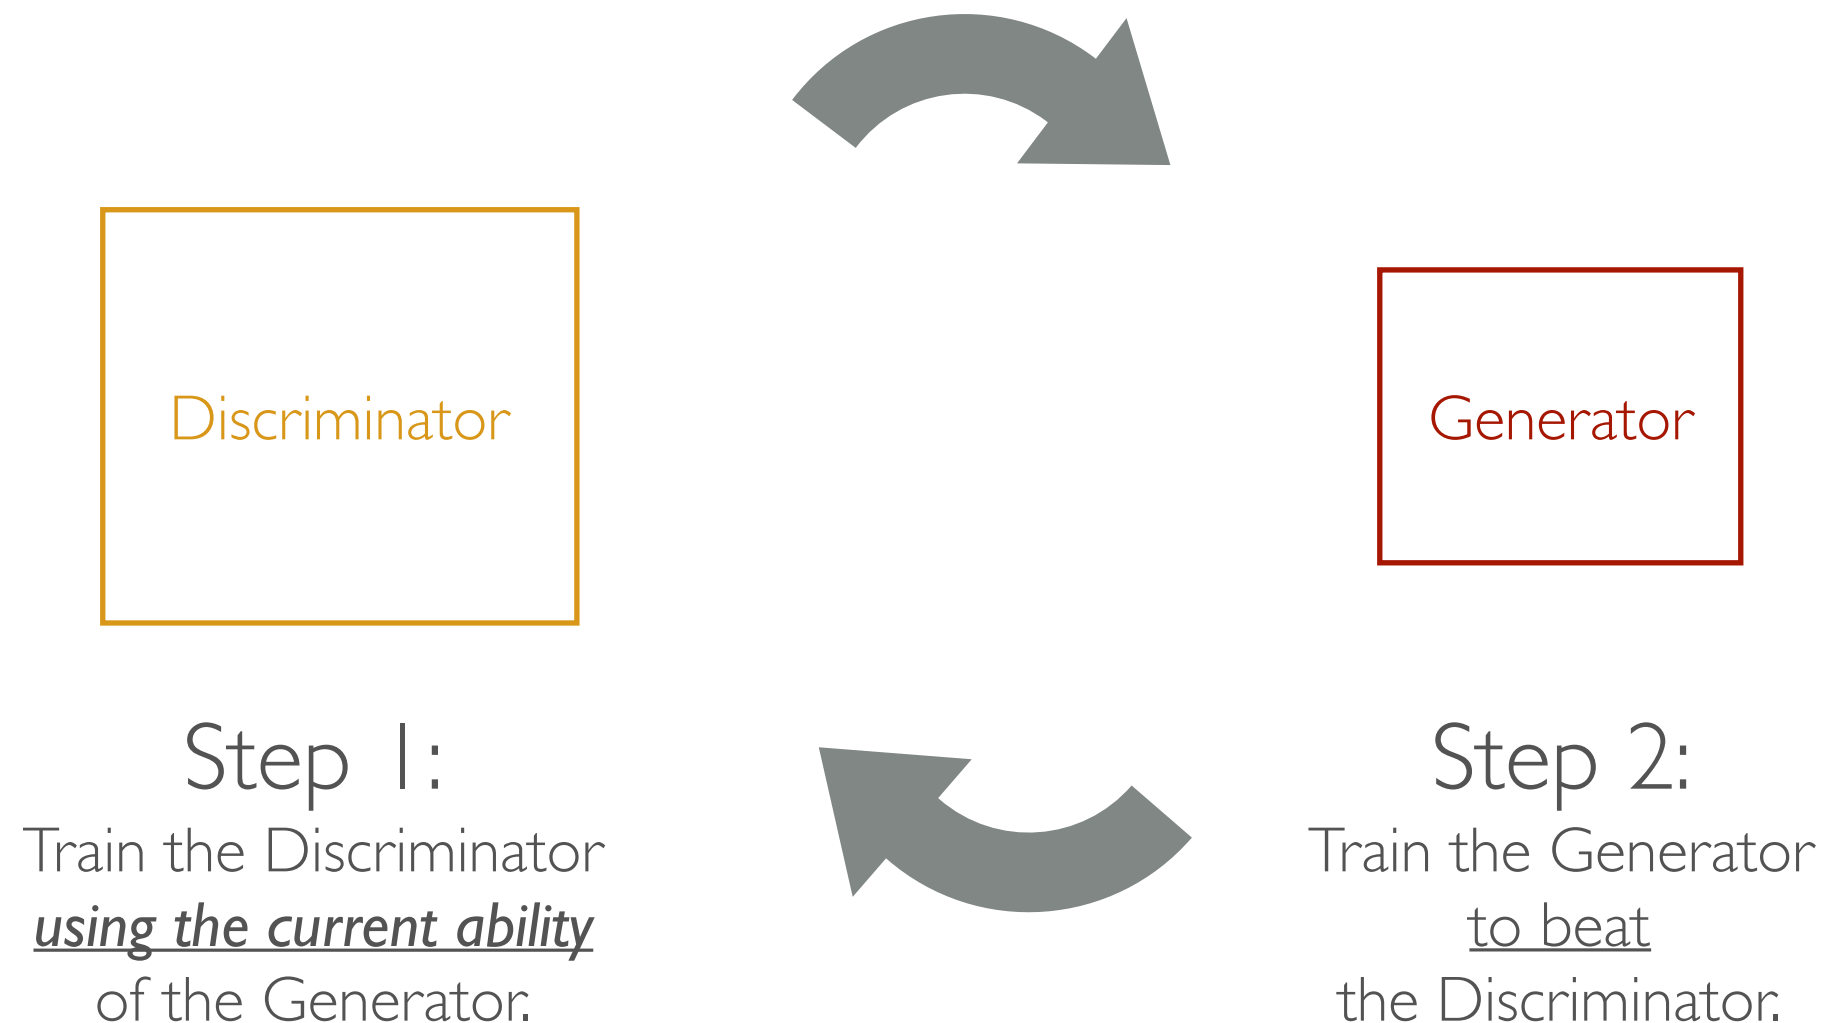 Discriminator
Generator
Step 1:
Train the Discriminator
using the current ability
of the Generator.
Step 2:
Train the Generator
to beat
the Discriminator.